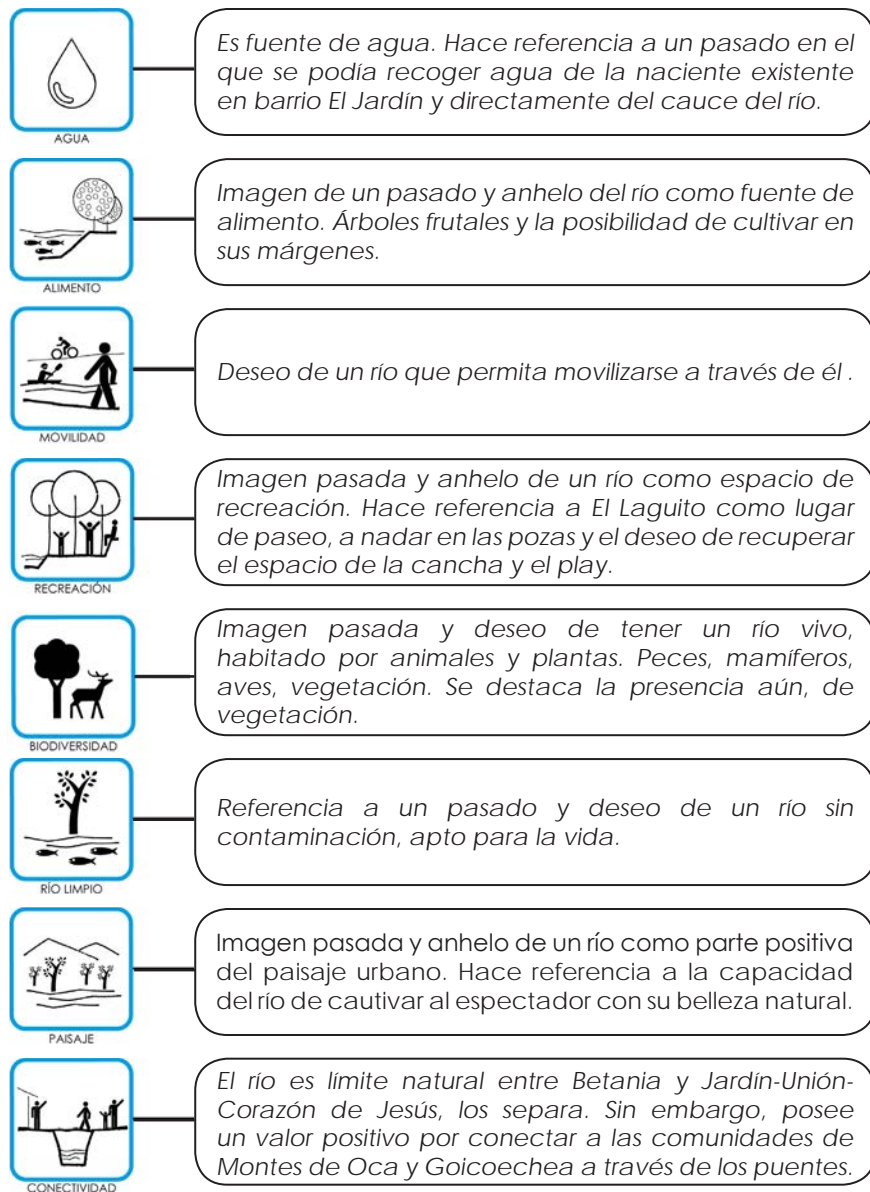 Es fuente de agua. Hace referencia a un pasado en el
que se podía recoger agua de la naciente existente
en barrio El Jardín y directamente del cauce del río.
AGUA
Imagen de un pasado y anhelo del río como fuente de
alimento. Árboles frutales y la posibilidad de cultivar en
sus márgenes.
ALIMENTO
Deseo de un río que permita movilizarse a través de él .
MOVILIDAD
Imagen pasada y anhelo de un río como espacio de
recreación. Hace referencia a El Laguito como lugar
de paseo, a nadar en las pozas y el deseo de recuperar
el espacio de la cancha y el play.
RECREACIÓN
Imagen pasada y deseo de tener un río vivo,
habitado por animales y plantas. Peces, mamíferos,
aves, vegetación. Se destaca la presencia aún, de
vegetación.
BIODIVERSIDAD
Referencia a un pasado y deseo de un río sin
contaminación, apto para la vida.
RÍO LIMPIO
Imagen pasada y anhelo de un río como parte positiva
del paisaje urbano. Hace referencia a la capacidad
del río de cautivar al espectador con su belleza natural.
PAISAJE
El río es límite natural entre Betania y Jardín-Unión-
Corazón de Jesús, los separa. Sin embargo, posee
un valor positivo por conectar a las comunidades de
Montes de Oca y Goicoechea a través de los puentes.
CONECTIVIDAD